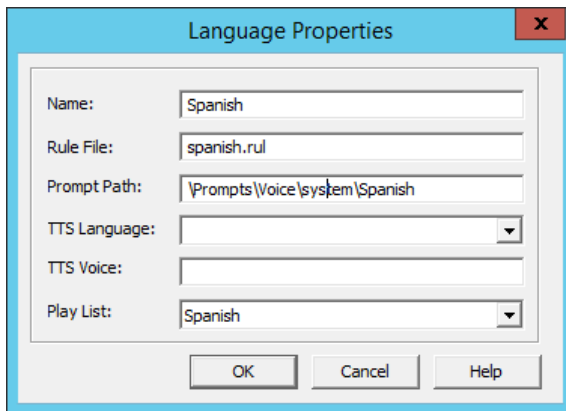 Language Properties
x
Name: Spanish
Rule File: spanish.rul
Prompt Path: \Prompts\Voice\system\Spanish
TTS Language:
TTS Voice:
Play List: Spanish
OK Cancel Help